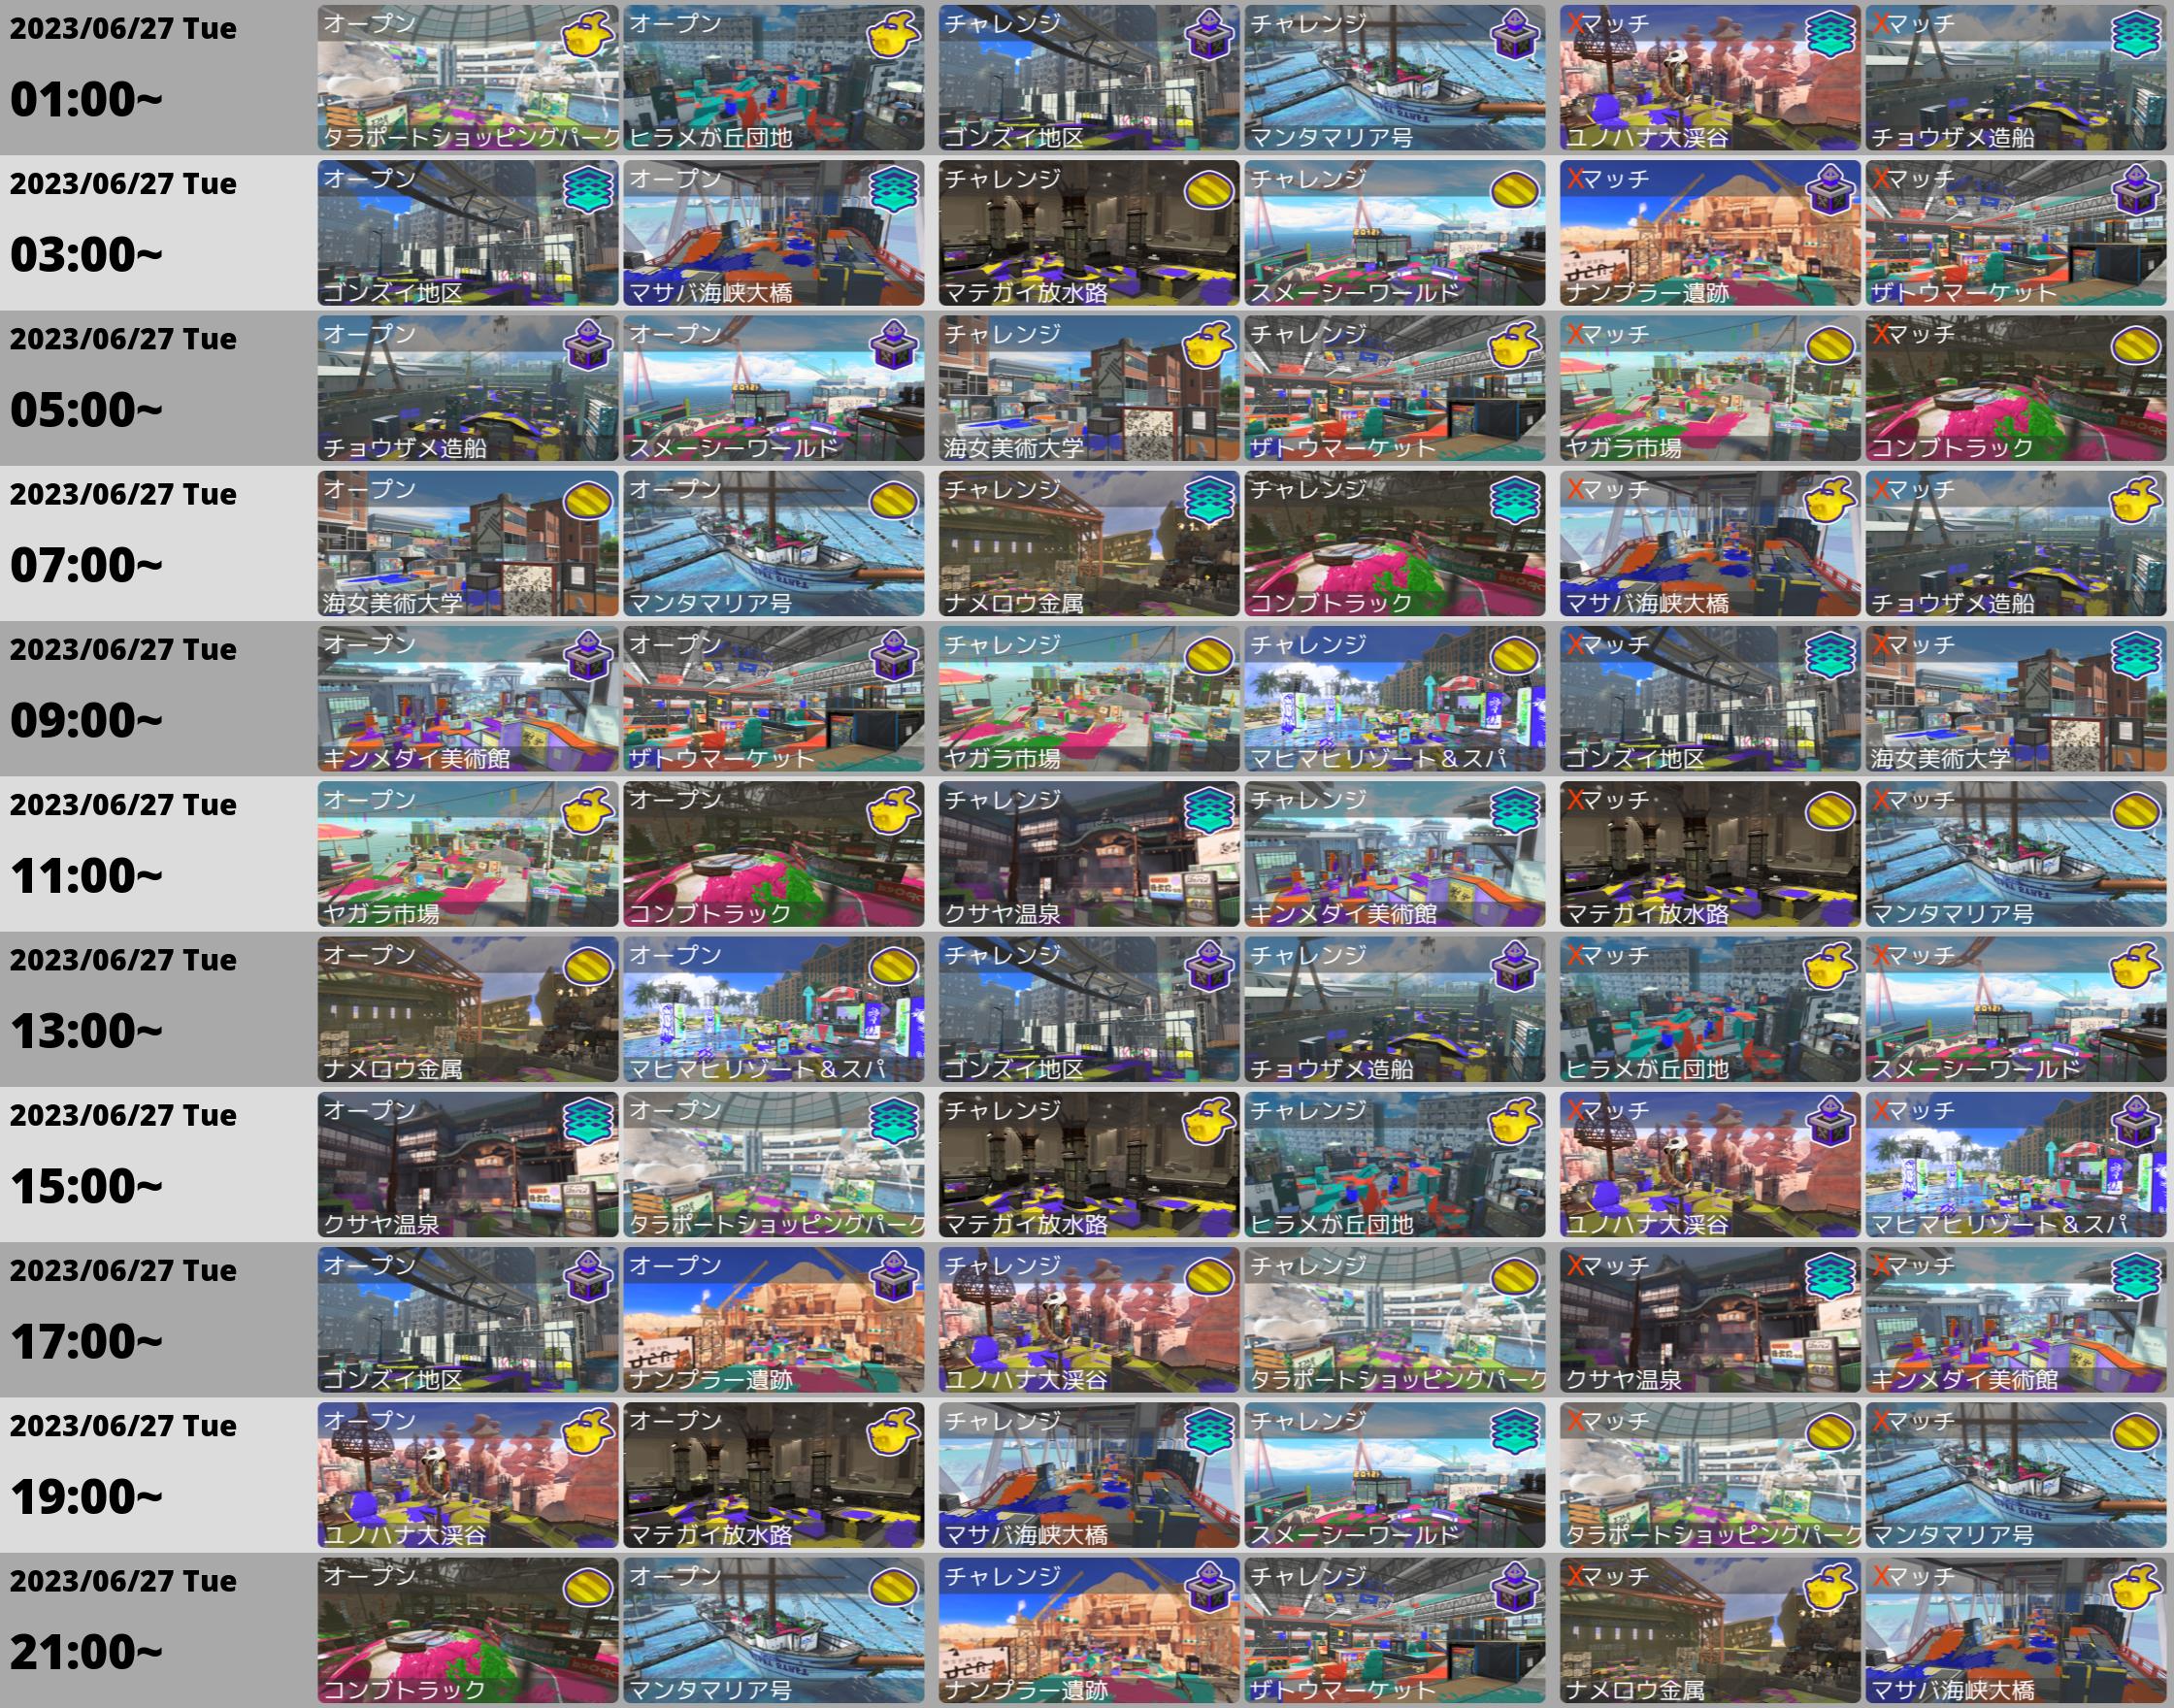 2023/06/27 Tue
01:00~
オープン
タラポートショッピングパーク
オープン
ヒラメが丘団地
チャレンジ
ゴンズイ地区
チャレンジ
マンタマリア号
Xマッチ
ユノハナ大渓谷
Xマッチ
チョウザメ造船
2023/06/27 Tue
03:00~
オープン
ゴンズイ地区
オープン
マサバ海峡大橋
チャレンジ
マテガイ放水路
チャレンジ
スメーシーワールド
Xマッチ
ナンプラー遺跡
Xマッチ
ザトウマーケット
2023/06/27 Tue
05:00~
オープン
チョウザメ造船
オープン
スメーシーワールド
チャレンジ
海女美術大学
チャレンジ
ザトウマーケット
Xマッチ
ヤガラ市場
Xマッチ
コンブトラック
2023/06/27 Tue
07:00~
オープン
海女美術大学
オープン
マンタマリア号
チャレンジ
ナメロウ金属
チャレンジ
コンブトラック
Xマッチ
マサバ海峡大橋
Xマッチ
チョウザメ造船
2023/06/27 Tue
09:00~
オープン
キンメダイ美術館
オープン
ザトウマーケット
チャレンジ
ヤガラ市場
チャレンジ
マヒマヒリゾート＆スパ
Xマッチ
ゴンズイ地区
Xマッチ
海女美術大学
2023/06/27 Tue
11:00~
オープン
ヤガラ市場
オープン
コンブトラック
チャレンジ
クサヤ温泉
チャレンジ
キンメダイ美術館
Xマッチ
マテガイ放水路
Xマッチ
マンタマリア号
2023/06/27 Tue
13:00~
オープン
ナメロウ金属
オープン
マヒマヒリゾート＆スパ
チャレンジ
ゴンズイ地区
チャレンジ
チョウザメ造船
Xマッチ
ヒラメが丘団地
Xマッチ
スメーシーワールド
2023/06/27 Tue
15:00~
オープン
クサヤ温泉
オープン
タラポートショッピングパーク
チャレンジ
マテガイ放水路
チャレンジ
ヒラメが丘団地
Xマッチ
ユノハナ大渓谷
Xマッチ
マヒマヒリゾート＆スパ
2023/06/27 Tue
17:00~
オープン
ゴンズイ地区
オープン
ナンプラー遺跡
チャレンジ
ユノハナ大渓谷
チャレンジ
タラポートショッピングパーク
Xマッチ
クサヤ温泉
Xマッチ
キンメダイ美術館
2023/06/27 Tue
19:00~
オープン
ユノハナ大渓谷
オープン
マテガイ放水路
チャレンジ
マサバ海峡大橋
チャレンジ
スメーシーワールド
Xマッチ
タラポートショッピングパーク
Xマッチ
マンタマリア号
2023/06/27 Tue
21:00~
オープン
コンブトラック
オープン
マンタマリア号
チャレンジ
ナンプラー遺跡
チャレンジ
ザトウマーケット
Xマッチ
ナメロウ金属
Xマッチ
マサバ海峡大橋